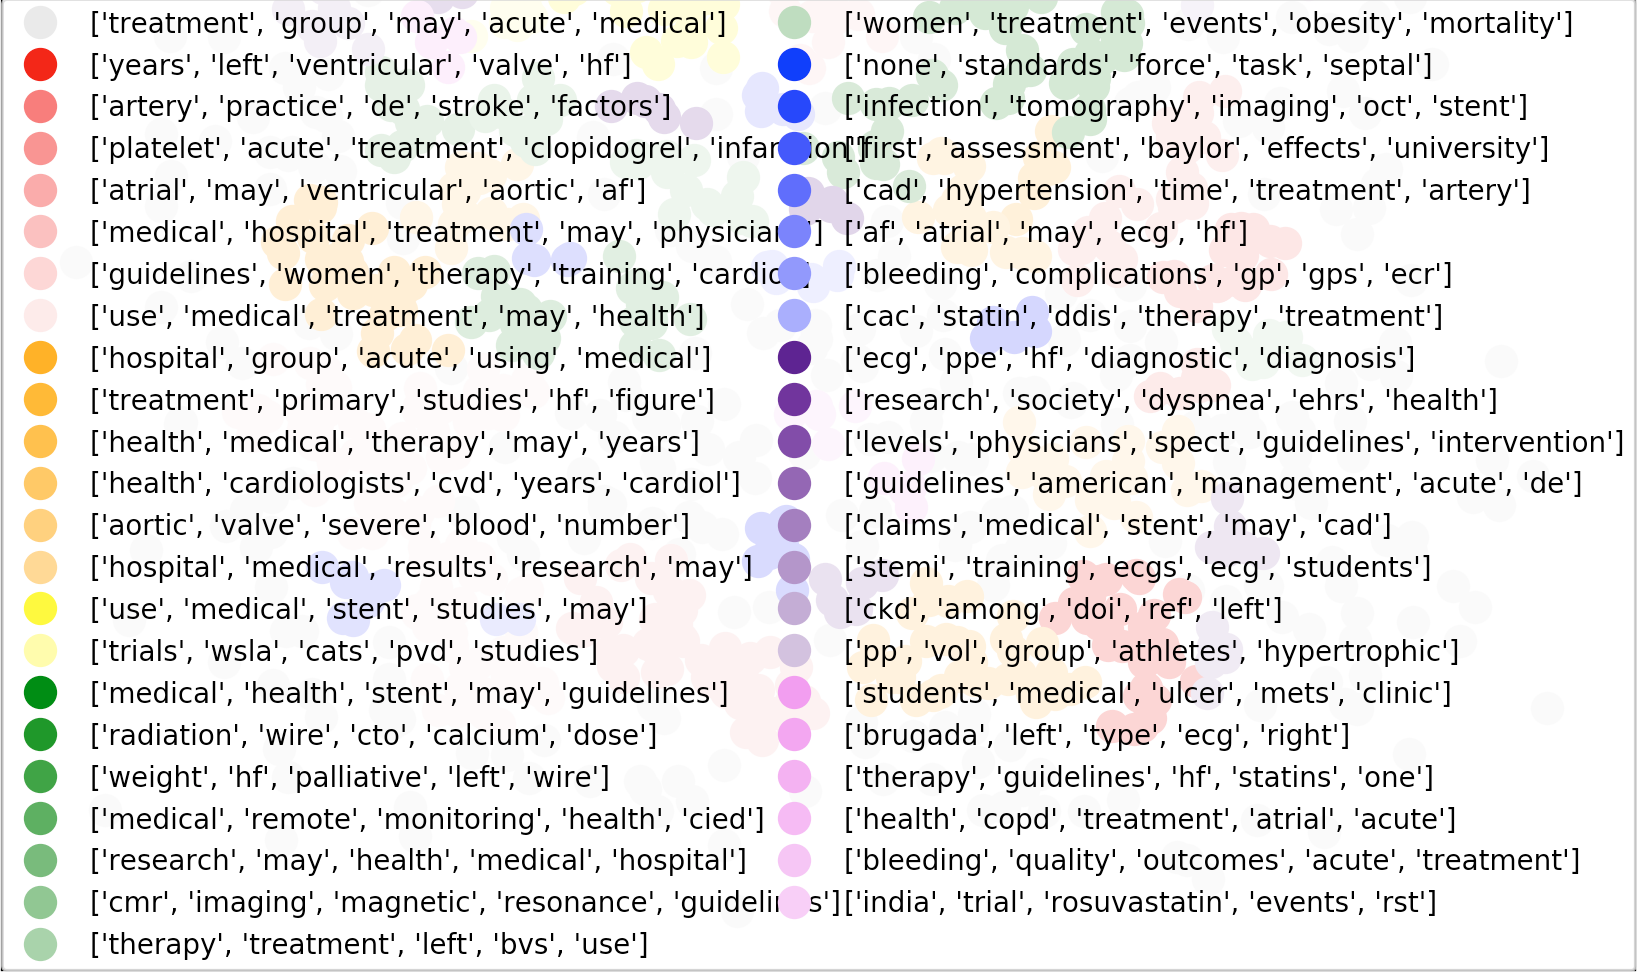 ['treatment', 'group', 'may', 'acute', 'medical']
['years', 'left', 'ventricular', 'valve', 'hf']
['artery', 'practice', 'de', 'stroke', 'factors']
['platelet', 'acute', 'treatment', 'clopidogrel', 'infarction']
['atrial', 'may', 'ventricular', 'aortic', 'af']
['medical', 'hospital', 'treatment', 'may', 'physicians']
['guidelines', 'women', 'therapy', 'training',
['use', 'medical', 'treatment', 'may', 'health']
['hospital', 'group', 'acute', 'using', 'medical']
['treatment', 'primary', 'studies', 'hf', 'figure']
['health', 'medical', 'therapy', 'may', 'years']
['health', 'cardiologists', 'cvd', 'years', 'cardiol']
['aortic', 'valve', 'severe', 'blood', 'number']
['hospital', 'medical', 'results', 'research', 'may']
['use', 'medical', 'stent', 'studies', 'may']
['trials', 'wsla', 'cats', 'pvd', 'studies']
['medical', 'health', 'stent', 'may', 'guidelines']
['radiation', 'wire', 'cto', 'calcium', 'dose']
['weight', 'hf', 'palliative', 'left', 'wire']
['medical', 'remote', 'monitoring', 'health', 'cied']
['research', 'may', 'health', 'medical', 'hospital']
['cmr', 'imaging', 'magnetic', 'resonance', 'guidelines']
['therapy', 'treatment', 'left', 'bvs', 'use']
['women', 'treatment', 'events', 'obesity', 'mortality']
['none', 'standards', 'force', 'task', 'septal']
['infection', 'tomography', 'imaging', 'oct', 'stent']
['first', 'assessment', 'baylor', 'effects', 'university']
['cad', 'hypertension', 'time', 'treatment', 'artery']
['af', 'atrial', 'may', 'ecg', 'hf']
['bleeding', 'complications', 'gp', 'gps', 'ecr']
['cac', 'statin', 'ddis', 'therapy', 'treatment']
['ecg', 'ppe', 'hf', 'diagnostic', 'diagnosis']
['research', 'society', 'dyspnea', 'ehrs', 'health']
['levels', 'physicians', 'spect', 'guidelines', 'intervention']
['guidelines', 'american', 'management', 'acute', 'de']
['claims', 'medical', 'stent', 'may', 'cad']
['stemi', 'training', 'ecgs', 'ecg', 'students']
['ckd', 'among', 'doi', 'ref', 'left']
['pp', 'vol', 'group', 'athletes', 'hypertrophic']
['students', 'medical', 'ulcer', 'mets', 'clinic']
['brugada', 'left', 'type', 'ecg', 'right']
['therapy', 'guidelines', 'hf', 'statins', 'one']
['health', 'copd', 'treatment', 'atrial', 'acute']
['bleeding', 'quality', 'outcomes', 'acute', 'treatment']
['india', 'trial', 'rosuvastatin', 'events', 'rst']